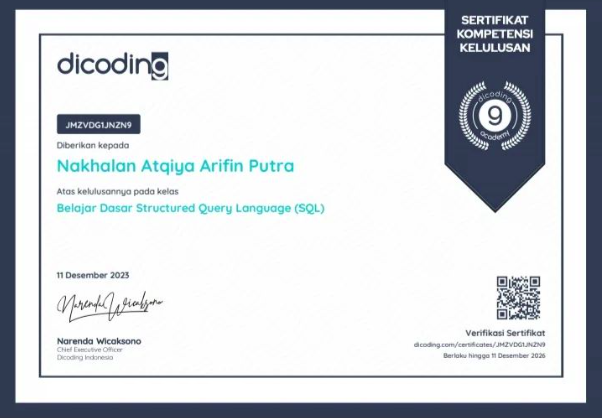 SERTIFIKAT
KOMPETENSI
KELULUSAN
dicoding
dicoding
9
academy
JMZVDG1JNZN9
Diberikan kepada
Nakhalan Atqiya Arifin Putra
Atas kelulusannya pada kelas
Belajar Dasar Structured Query Language (SQL)
11 Desember 2023
Narenda Wicaksono
Narenda Wicaksono
Chief Executive Officer
Dicoding Indonesia
Verifikasi Sertifikat
dicoding.com/certificates/JMZVDG1JNZN9
Berlaku hingga 11 Desember 2026